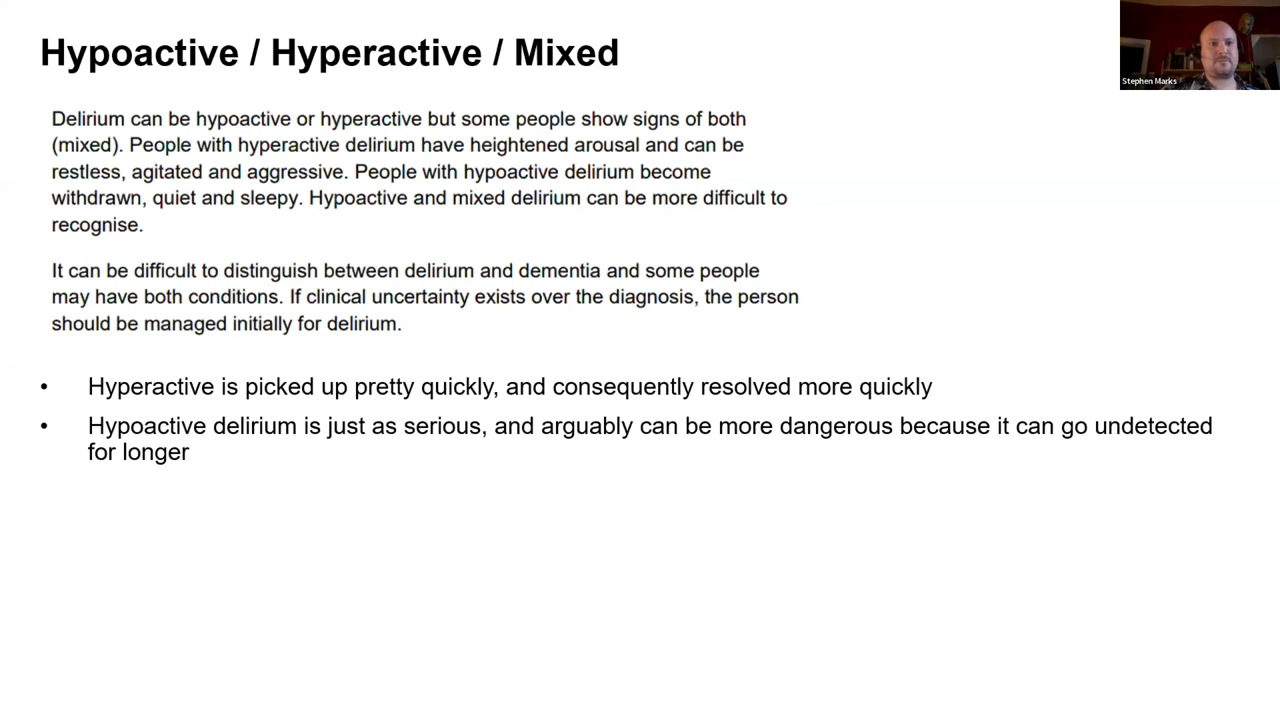 Hypoactive / Hyperactive / Mixed
Stephen Marks
Delirium can be hypoactive or hyperactive but some people show signs of both
(mixed). People with hyperactive delirium have heightened arousal and can be
restless, agitated and aggressive. People with hypoactive delirium become
withdrawn, quiet and sleepy. Hypoactive and mixed delirium can be more difficult to
recognise.
It can be difficult to distinguish between delirium and dementia and some people
may have both conditions. If clinical uncertainty exists over the diagnosis, the person
should be managed initially for delirium.
• Hyperactive is picked up pretty quickly, and consequently resolved more quickly
• Hypoactive delirium is just as serious, and arguably can be more dangerous because it can go undetected
for longer